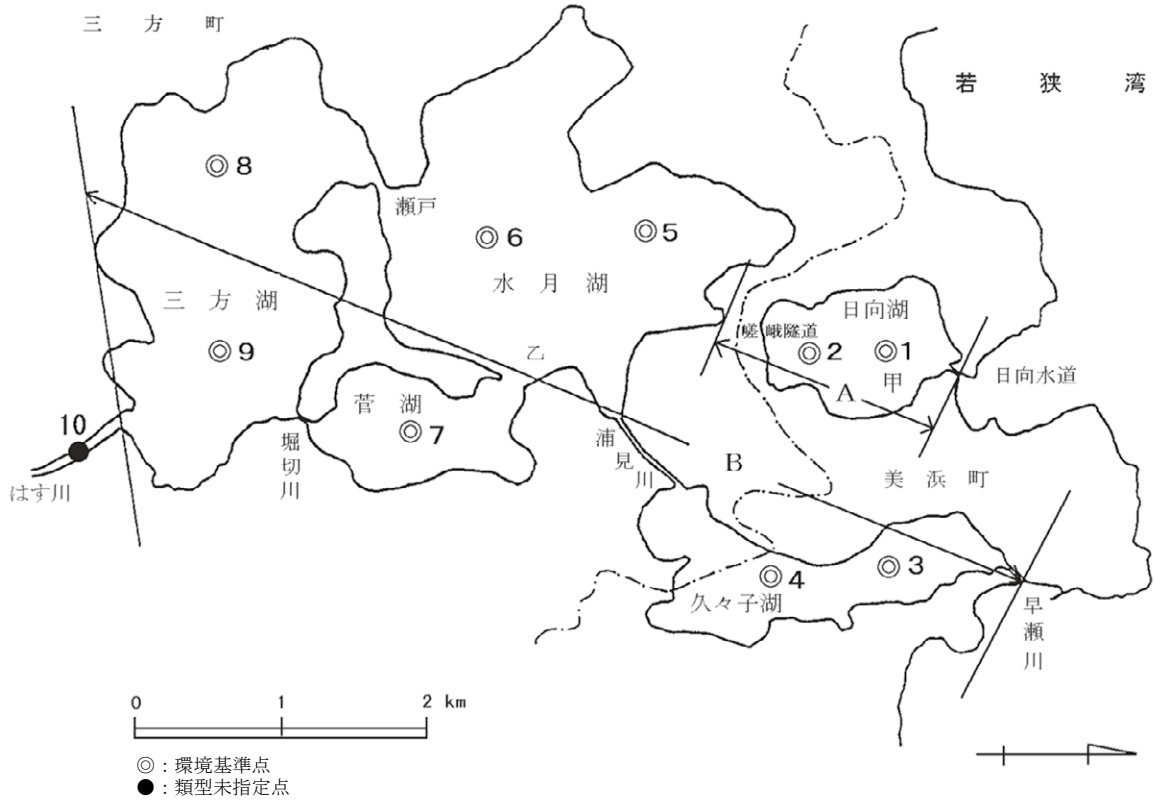 三方町
若狭湾
8
瀬戸
6
5
水月湖
三方湖
9
嵯峨隧道
日向湖
2
1
A
甲
日向水道
乙
菅湖
7
10
はす川
堀切川
浦見川
B
美浜町
3
4
久々子湖
早瀬川
0 1 2 km
◎：環境基準点
●：類型未指定点